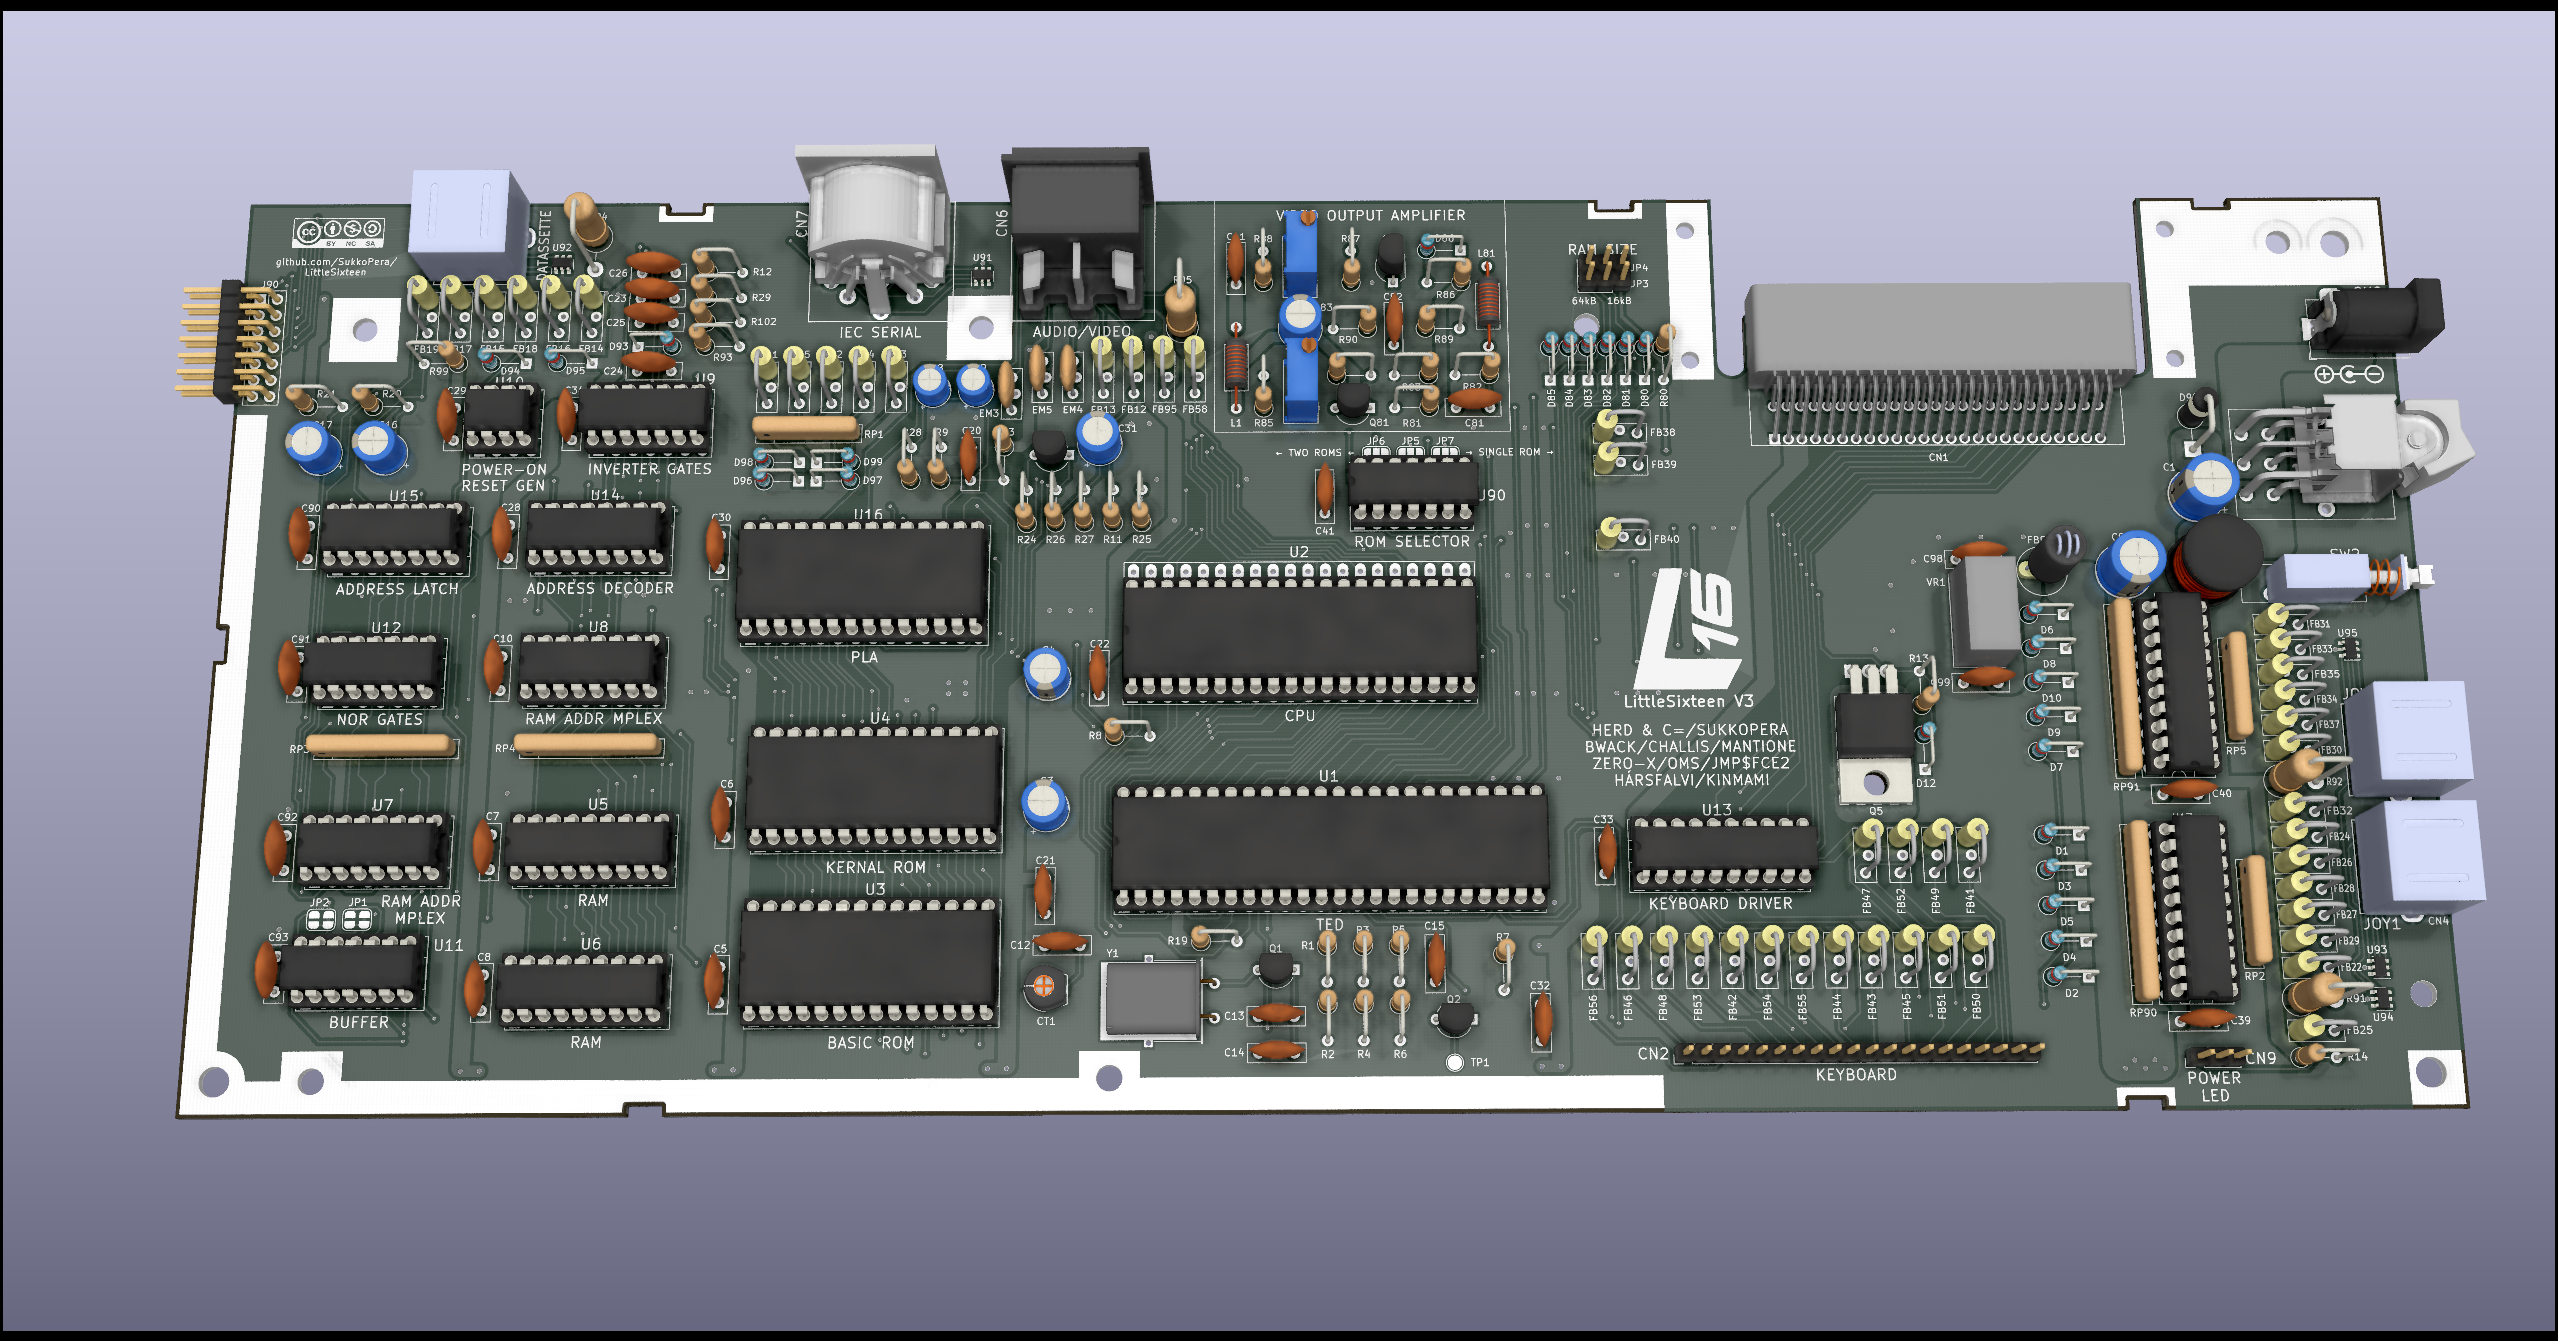 BY NC SA
github.com/SukkoPera/
LittleSixteen
DATASSETTE
U92
C26
C23
C25
D93
C24
R12
R29
R102
R93
CN7
IEC SERIAL
U91
CN6
AUDIO/VIDEO
OUTPUT AMPLIFIER
L81
R86
R90
R89
R82
L1
R85
Q81
R81
C81
RAM SIZE
JP4
JP3
64kB 16kB
D85
D84
D83
D82
D81
D80
R80
FB38
FB39
FB40
CN1
J90
FB18
FB14
R99
D94
D95
C29
U10
U9
POWER-ON
RESET GEN
INVERTER GATES
RP1
D98
D99
D96
D97
R9
C20
EM3
EM5
EM4
FB13
FB12
FB95
FB58
C31
R24
R26
R27
R11
R25
← TWO ROMS ←
JP6
JP5
JP7
→ SINGLE ROM →
U90
C41
ROM SELECTOR
C90
U15
ADDRESS LATCH
C28
U14
ADDRESS DECODER
C30
U16
PLA
U2
CPU
C22
R8
C91
U12
NOR GATES
C10
U8
RAM ADDR MPLEX
RP4
C92
U7
RAM ADDR
MPLEX
C7
U5
RAM
C6
U4
KERNAL ROM
U1
TED
JP2
JP1
C93
U11
BUFFER
C8
U6
RAM
C5
U3
BASIC ROM
C21
C12
CT1
Y1
R19
Q1
C13
C14
R1
R3
R5
R2
R4
R6
C15
Q2
R7
TP1
C32
L16
LittleSixteen V3
HERD & C=/SUKKOPERA
BWACK/CHALLIS/MANTIONE
ZERO-X/OMS/JMP$FCE2
HÁRSFALVI/KINMAMI
C33
U13
KEYBOARD DRIVER
Q5
R13
D12
C98
VR1
FB47
FB52
FB49
FB41
FB56
FB46
FB48
FB53
FB42
FB54
FB55
FB44
FB43
FB45
FB51
FB50
CN2
KEYBOARD
D6
D8
D10
D9
D7
D1
D3
D5
D4
D2
RP91
RP5
C40
RP90
RP2
C39
FB31
FB33
FB35
FB34
FB37
FB30
R92
FB32
FB24
FB26
FB28
FB27
FB29
FB22
R91
FB25
R14
U95
JOY1
CN4
U93
U94
CN9
POWER
LED